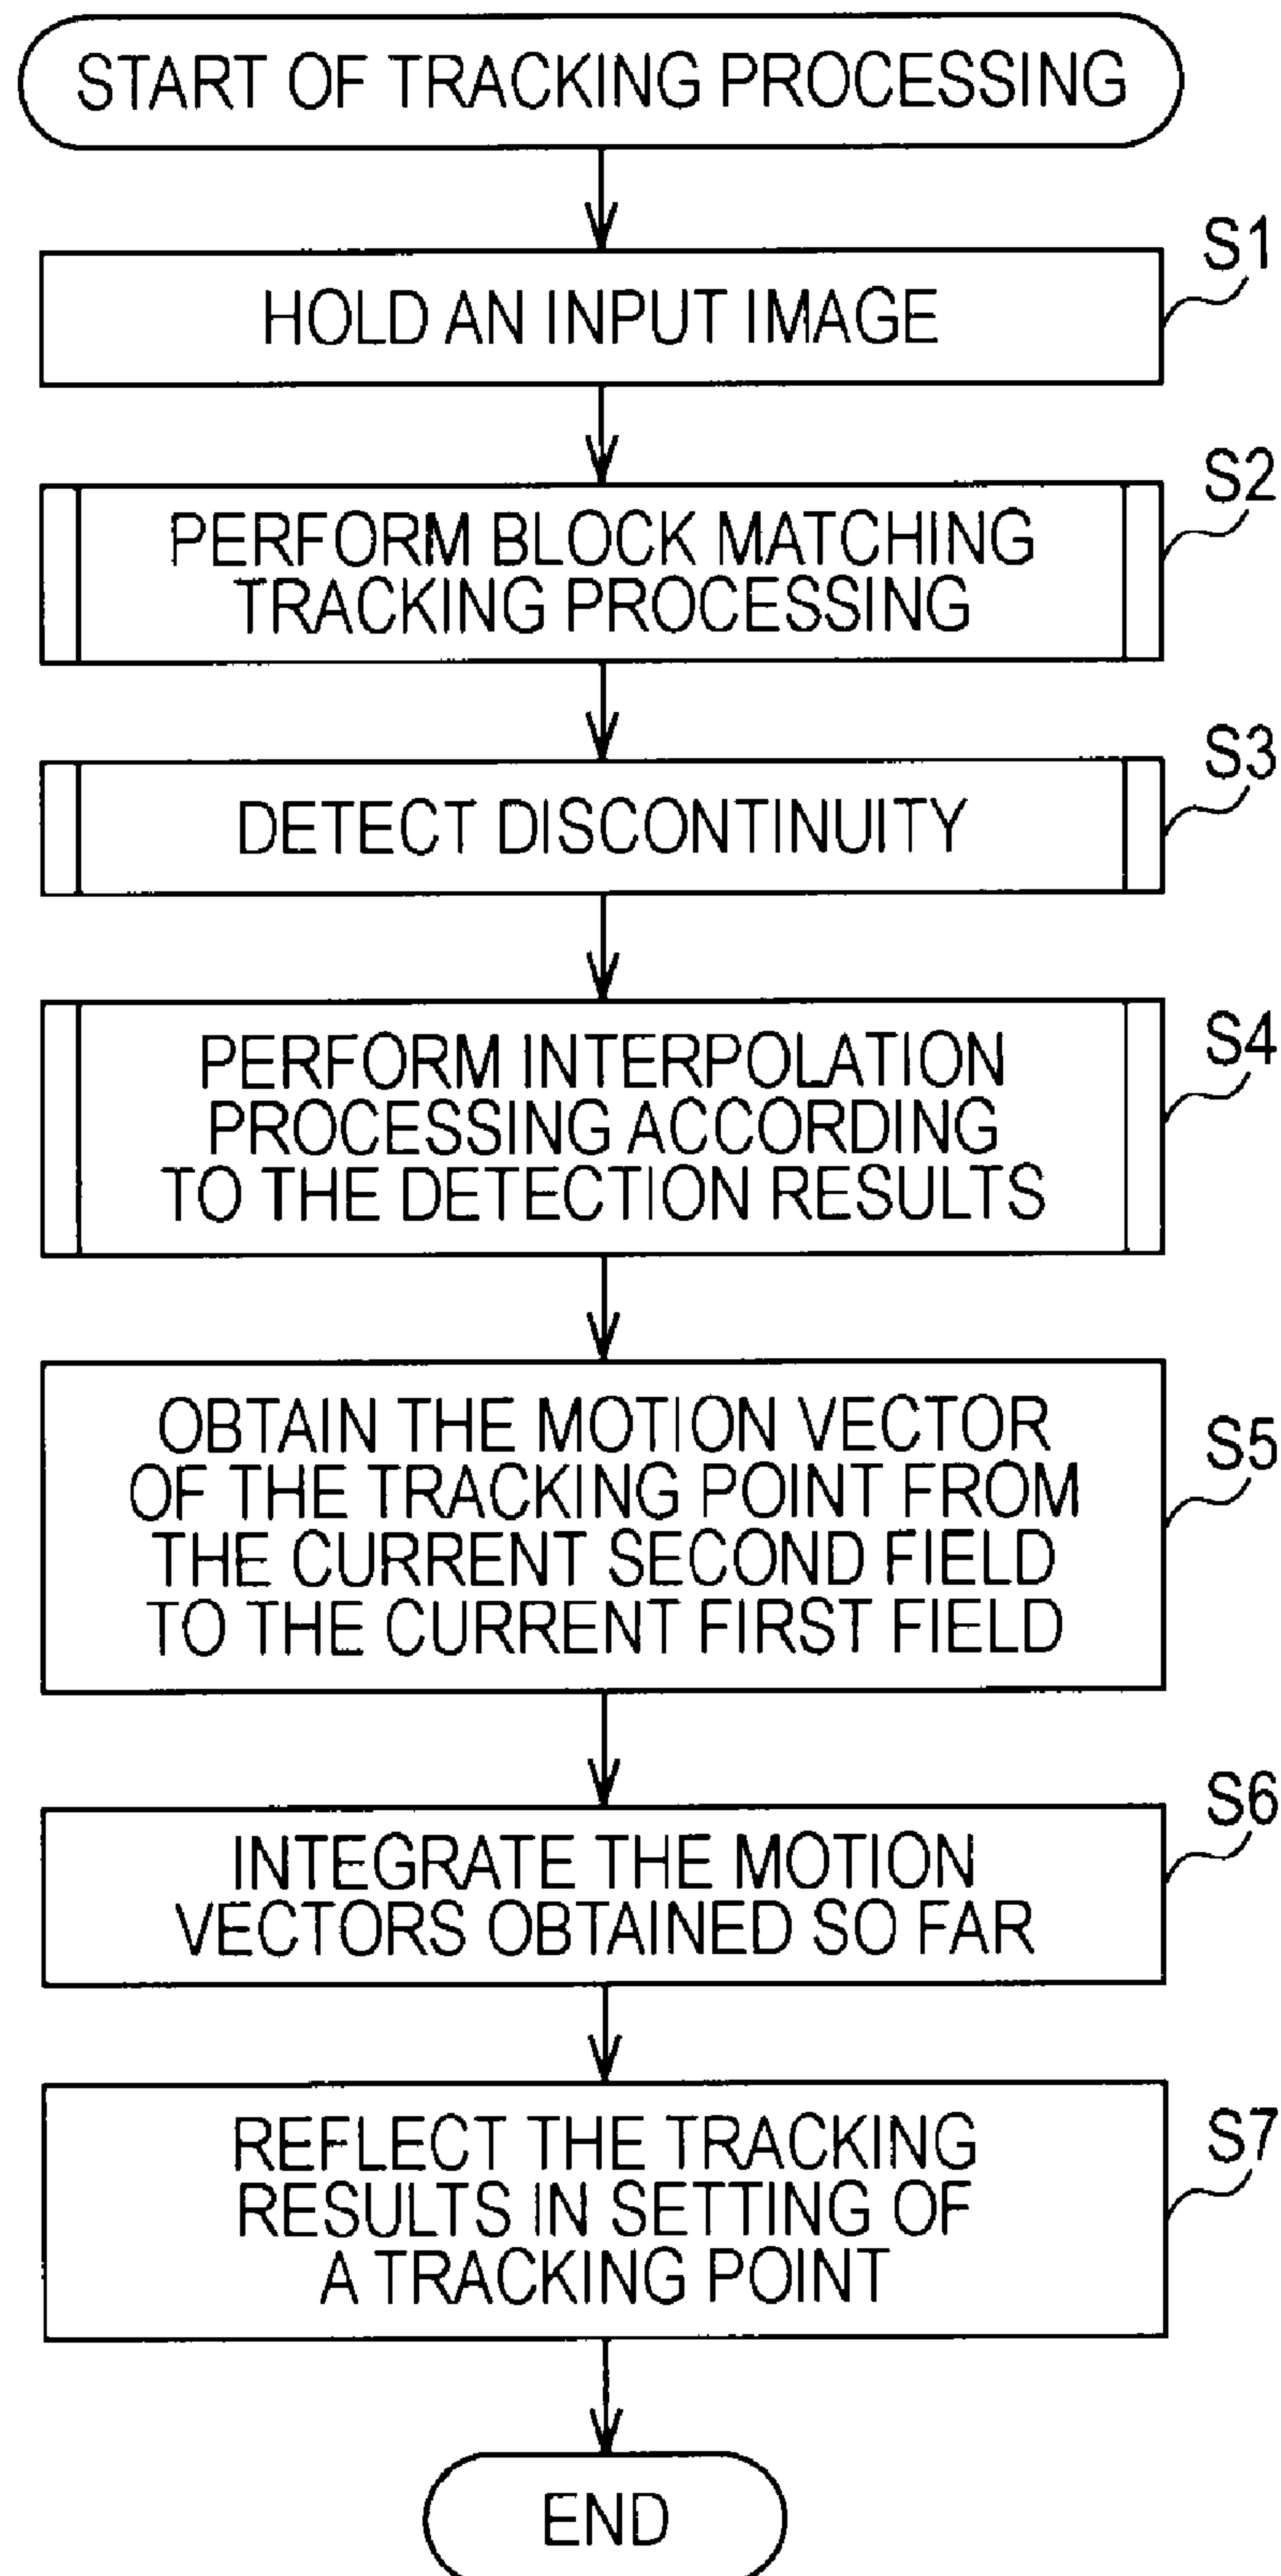 START OF TRACKING PROCESSING
S1
HOLD AN INPUT IMAGE
S2
PERFORM BLOCK MATCHING
TRACKING PROCESSING
S3
DETECT DISCONTINUITY
S4
PERFORM INTERPOLATION
PROCESSING ACCORDING
TO THE DETECTION RESULTS
S5
OBTAIN THE MOTION VECTOR
OF THE TRACKING POINT FROM
THE CURRENT SECOND FIELD
TO THE CURRENT FIRST FIELD
S6
INTEGRATE THE MOTION
VECTORS OBTAINED SO FAR
S7
REFLECT THE TRACKING
RESULTS IN SETTING OF
A TRACKING POINT
END